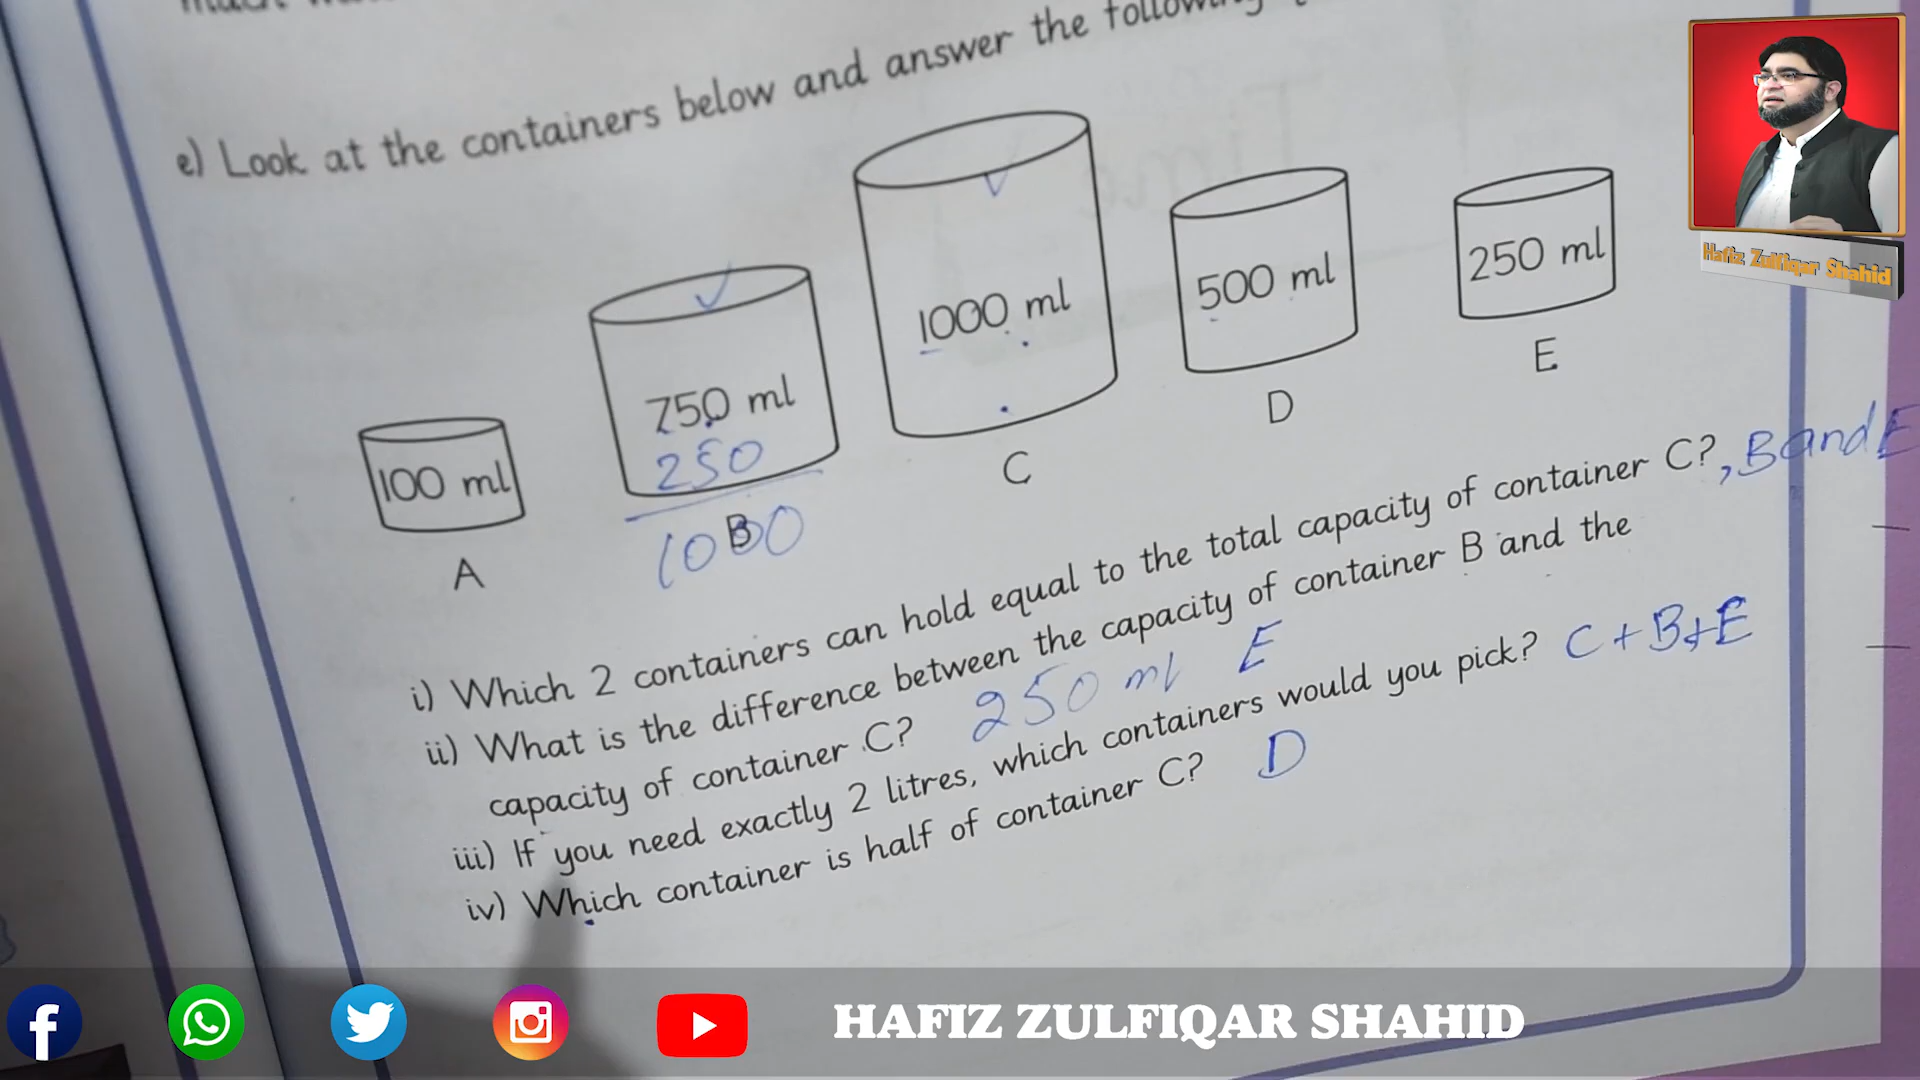 e) Look at the containers below and answer the following
100 ml
A
750 ml
250
1000
B
1000 ml
C
500 ml
D
250 ml
E
i) Which 2 containers can hold equal to the total capacity of container C?, B and E
ii) What is the difference between the capacity of container B and the
capacity of container C? 250 ml E
iii) If you need exactly 2 litres, which containers would you pick? C + B + E
iv) Which container is half of container C? D
Hafiz Zulfiqar Shahid
HAFIZ ZULFIQAR SHAHID